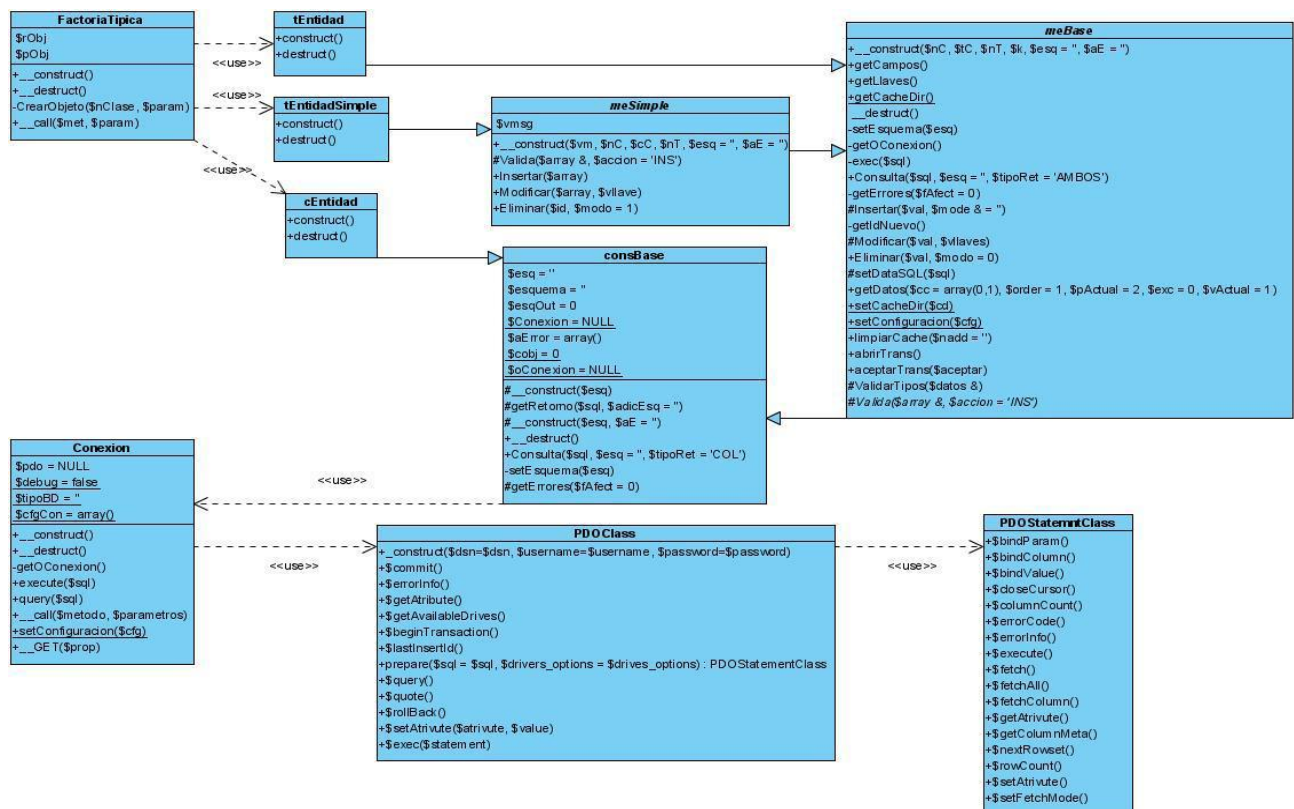 FactoriaTipica
$rObj
$pObj
+__construct()
+__destruct()
-CrearObjeto($nClase, $param)
+__call($met, $param)
<<use>>
<<use>>
<<use>>
tEntidad
+construct()
+destruct()
tEntidadSimple
+construct()
+destruct()
cEntidad
+construct()
+destruct()
meSimple
$vmsg
+__construct($vm, $nC, $cC, $nT, $esq = '', $aE = '')
#Valida($array &, $accion = 'INS')
+Insertar($array)
+Modificar($array, $vllave)
+Eliminar($id, $modo = 1)
meBase
+__construct($nC, $tC, $nT, $k, $esq = '', $aE = '')
+getCampos()
+getLlaves()
+getCacheDir()
__destruct()
-setEsquema($esq)
-getOConexion()
-exec($sql)
+Consulta($sql, $esq = '', $tipoRet = 'AMBOS')
-getErrores($fAfect = 0)
#Insertar($val, $mode & = '')
-getIdNuevo()
#Modificar($val, $vllaves)
+Eliminar($val, $modo = 0)
#setDataSQL($sql)
+getDatos($cc = array(0,1), $order = 1, $pActual = 2, $exc = 0, $vActual = 1)
+setCacheDir($cd)
+setConfiguracion($cfg)
+limpiarCache($nadd = '')
+abrirTrans()
+aceptarTrans($aceptar)
#ValidarTipos($datos &)
#Valida($array &, $accion = 'INS')
consBase
$esq = ''
$esquema = ''
$esqOut = 0
$Conexion = NULL
$aError = array()
$cobj = 0
$oConexion = NULL
#__construct($esq)
#getRetorno($sql, $adicEsq = '')
#__construct($esq, $aE = '')
+__destruct()
+Consulta($sql, $esq = '', $tipoRet = 'COL')
-setEsquema($esq)
#getErrores($fAfect = 0)
<<use>>
Conexion
$pdo = NULL
$debug = false
$tipoBD = ''
$cfgCon = array()
+__construct()
+__destruct()
-getOConexion()
+execute($sql)
+query($sql)
+__call($metodo, $parametros)
+setConfiguracion($cfg)
+__GET($prop)
<<use>>
PDOClass
+_construct($dsn=$dsn, $username=$username, $password=$password)
+$commit()
+$errorInfo()
+$getAtribute()
+$getAvailableDrives()
+$beginTransaction()
+$lastInsertId()
+prepare($sql = $sql, $drivers_options = $drives_options) : PDOStatementClass
+$query()
+$quote()
+$rollBack()
+$setAtrivute($atrivute, $value)
+$exec($statement)
<<use>>
PDOStatemntClass
+$bindParam()
+$bindColumn()
+$bindValue()
+$closeCursor()
+$columnCount()
+$errorCode()
+$errorInfo()
+$execute()
+$fetch()
+$fetchAll()
+$fetchColumn()
+$getAtrivute()
+$getColumnMeta()
+$nextRowset()
+$rowCount()
+$setAtrivute()
+$setFetchMode()